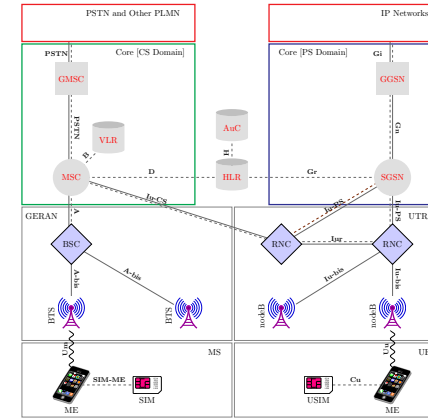 PSTN and Other PLMN
IP Networks
PSTN
Core [CS Domain]
Core [PS Domain]
Gi
GMSC
GGSN
PSTN
VLR
AuC
Gn
B
H
MSC
D
HLR
Gr
SGSN
A
Iu-CS
Iu-PS
Iu-PS
GERAN
UTR
BSC
RNC
Iur
RNC
A-bis
A-bis
Iu-bis
Iu-bis
BTS
BTS
nodeB
nodeB
Um
MS
Uu
UE
SIM-ME
Cu
ME
SIM
USIM
ME